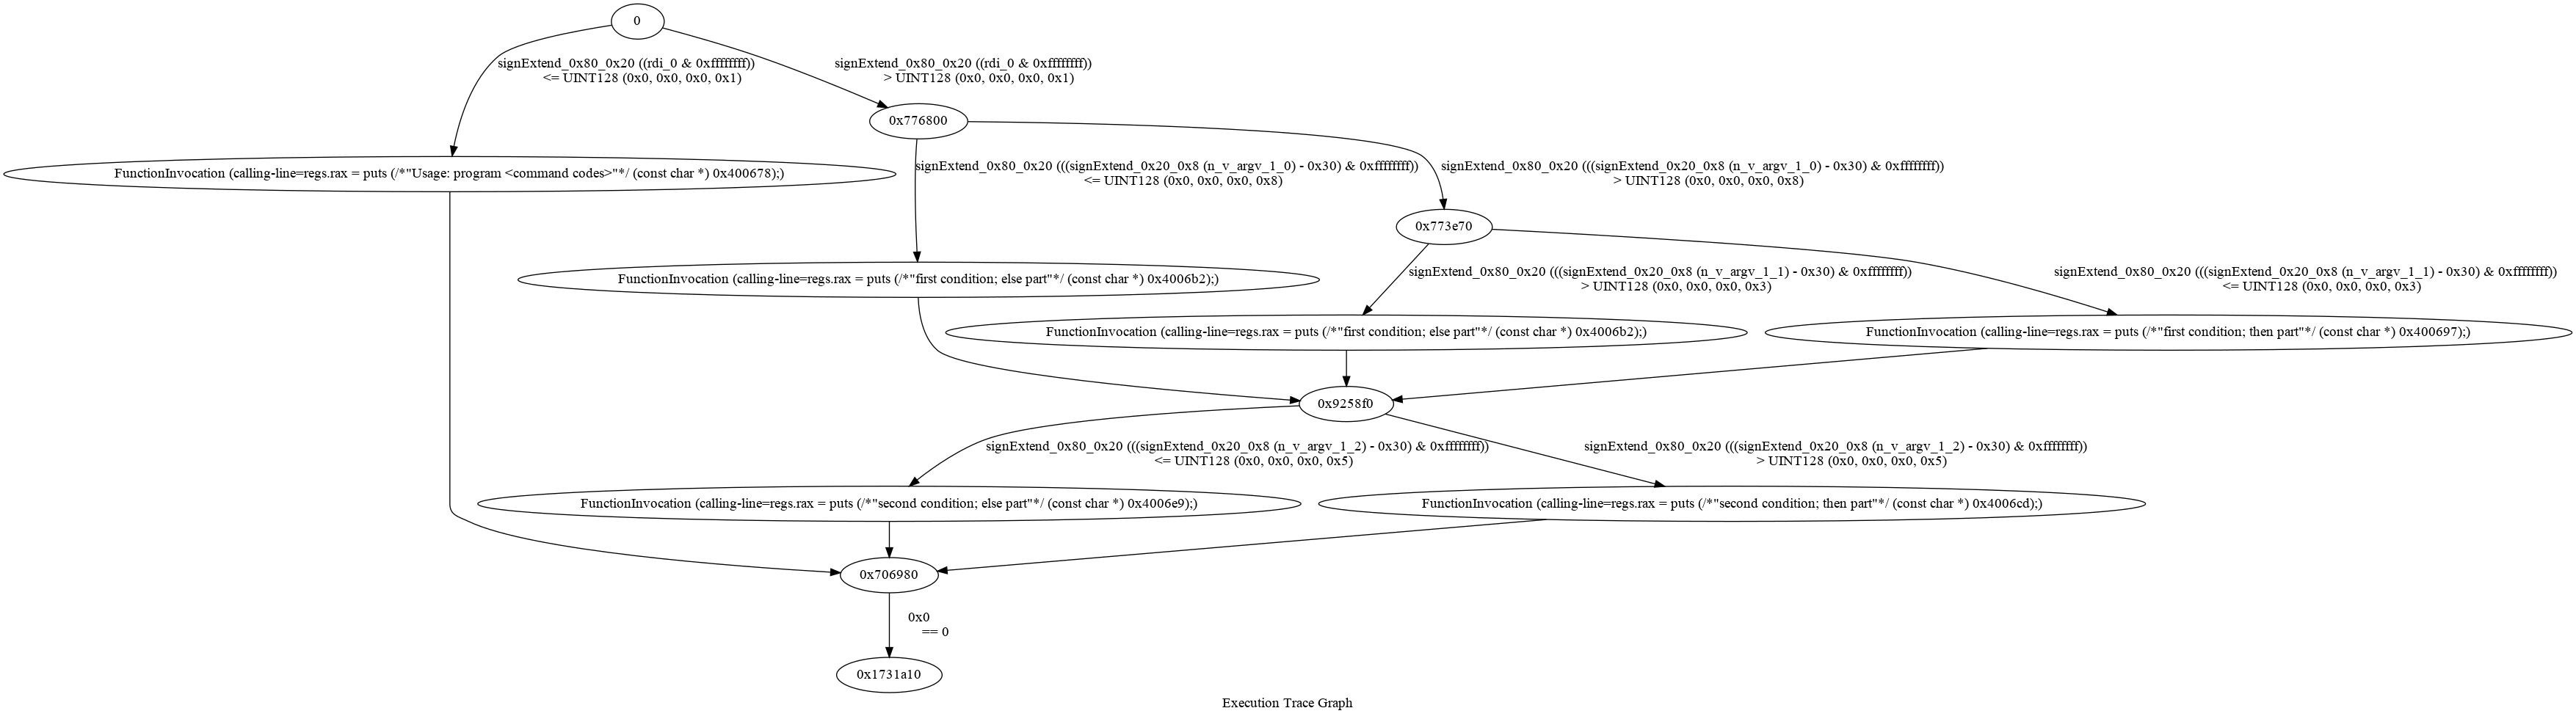 0
signExtend_0x80_0x20 ((rdi_0 & 0xffffffff))
<= UINT128 (0x0, 0x0, 0x0, 0x1)
signExtend_0x80_0x20 ((rdi_0 & 0xffffffff))
> UINT128 (0x0, 0x0, 0x0, 0x1)
0x776800
FunctionInvocation (calling-line=regs.rax = puts (/*"Usage: program <command codes>"*/ (const char *) 0x400678);)
signExtend_0x80_0x20 (((signExtend_0x20_0x8 (n_v_argv_1_0) - 0x30) & 0xffffffff))
<= UINT128 (0x0, 0x0, 0x0, 0x8)
signExtend_0x80_0x20 (((signExtend_0x20_0x8 (n_v_argv_1_0) - 0x30) & 0xffffffff))
> UINT128 (0x0, 0x0, 0x0, 0x8)
0x773e70
FunctionInvocation (calling-line=regs.rax = puts (/*"first condition; else part"*/ (const char *) 0x4006b2);)
signExtend_0x80_0x20 (((signExtend_0x20_0x8 (n_v_argv_1_1) - 0x30) & 0xffffffff))
> UINT128 (0x0, 0x0, 0x0, 0x3)
signExtend_0x80_0x20 (((signExtend_0x20_0x8 (n_v_argv_1_1) - 0x30) & 0xffffffff))
<= UINT128 (0x0, 0x0, 0x0, 0x3)
FunctionInvocation (calling-line=regs.rax = puts (/*"first condition; else part"*/ (const char *) 0x4006b2);)
FunctionInvocation (calling-line=regs.rax = puts (/*"first condition; then part"*/ (const char *) 0x400697);)
0x9258f0
signExtend_0x80_0x20 (((signExtend_0x20_0x8 (n_v_argv_1_2) - 0x30) & 0xffffffff))
<= UINT128 (0x0, 0x0, 0x0, 0x5)
signExtend_0x80_0x20 (((signExtend_0x20_0x8 (n_v_argv_1_2) - 0x30) & 0xffffffff))
> UINT128 (0x0, 0x0, 0x0, 0x5)
FunctionInvocation (calling-line=regs.rax = puts (/*"second condition; else part"*/ (const char *) 0x4006e9);)
FunctionInvocation (calling-line=regs.rax = puts (/*"second condition; then part"*/ (const char *) 0x4006cd);)
0x706980
0x0
== 0
0x1731a10
Execution Trace Graph